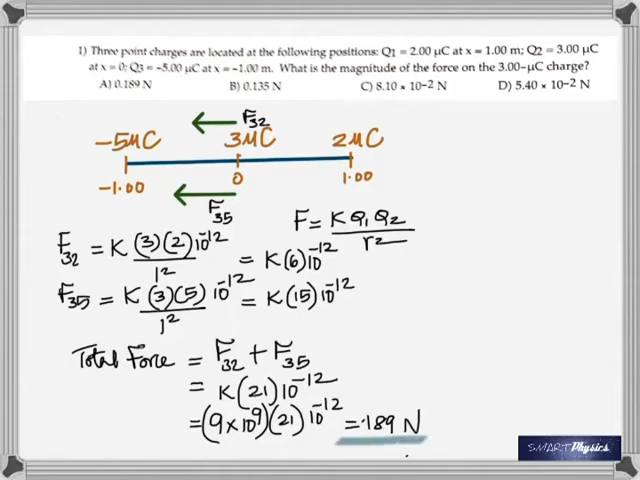 1) Three point charges are located at the following positions: Q1 = 2.00 μC at x = 1.00 m; Q2 = 3.00 μC
at x = 0; Q3 = -5.00 μC at x = -1.00 m. What is the magnitude of the force on the 3.00-μC charge?
A) 0.189 N B) 0.135 N C) 8.10 × 10-2 N D) 5.40 × 10-2 N
F32
-5μC 3μC 2μC
-1.00 0 1.00
F35
F = K Q1 Q2 / r2
F32 = K (3)(2)10-12 / 12 = K(6)10-12
F35 = K (3)(5) 10-12 / 12 = K(15)10-12
Total Force = F32 + F35
= K(21)10-12
= (9×109)(21)10-12 = .189 N
SMART Physics